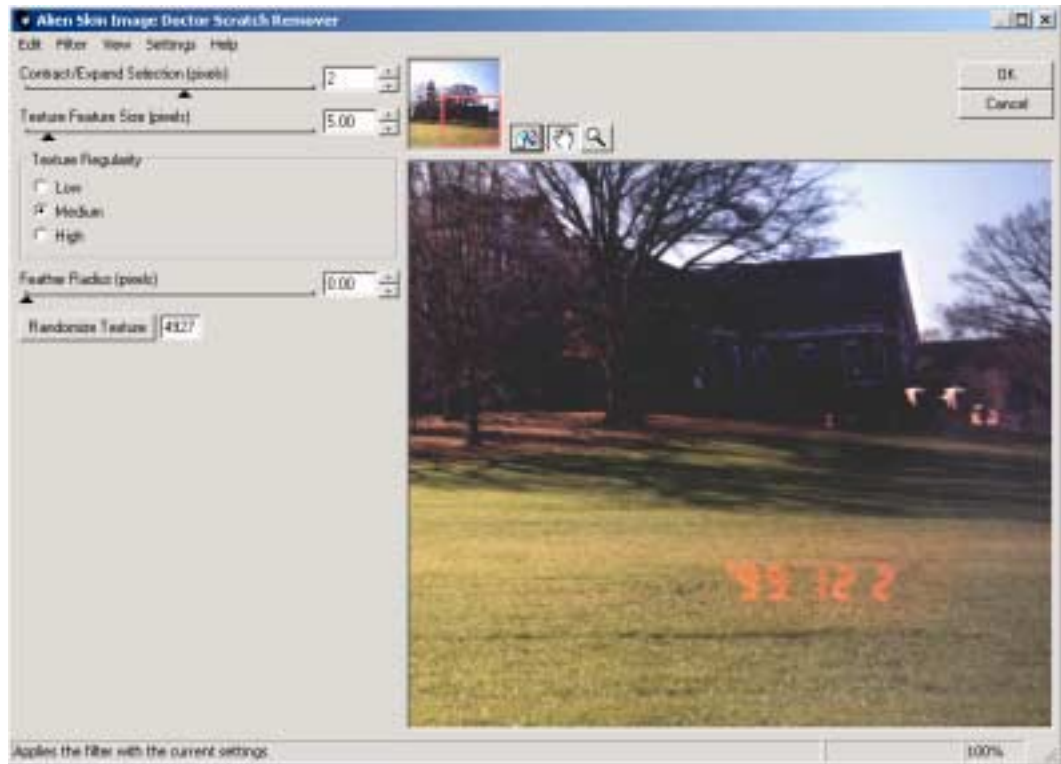 Alien Skin Image Doctor Scratch Remover
Edit Filter View Settings Help
Contract/Expand Selection (pixels)
2
OK
Cancel
Texture Feature Size (pixels)
5.00
Texture Regularity
Low
Medium
High
Feather Radius (pixels)
0.00
Randomize Texture 4927
'99 12 2
Applies the filter with the current settings
100%